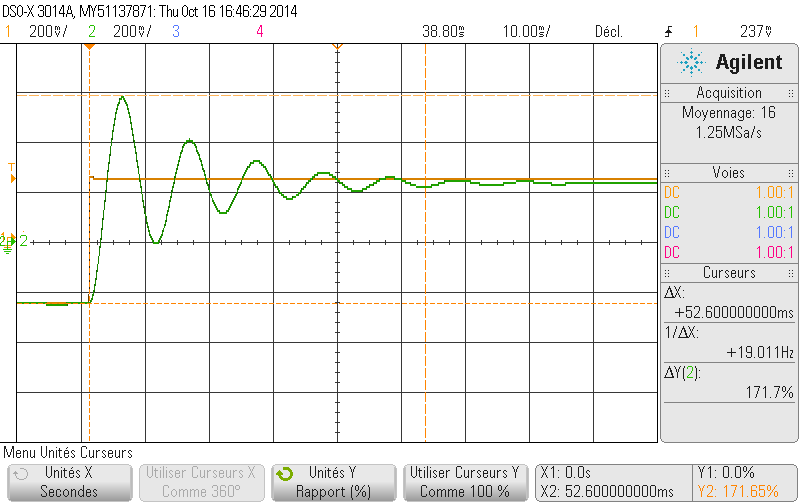 DSO-X 3014A, MY51137871: Thu Oct 16 16:46:29 2014
1 200mV/ 2 200mV/ 3 4 38.80ms 10.00ms/ Décl. 1 237mV
Agilent
Acquisition
Moyennage: 16
1.25MSa/s
Voies
DC 1.00:1
DC 1.00:1
DC 1.00:1
DC 1.00:1
Curseurs
ΔX:
+52.600000000ms
1/ΔX:
+19.011Hz
ΔY(2):
171.7%
T
2
Menu Unités Curseurs
Unités X
Secondes
Utiliser Curseurs X
Comme 360°
Unités Y
Rapport (%)
Utiliser Curseurs Y
Comme 100 %
X1: 0.0s
X2: 52.600000000ms
Y1: 0.0%
Y2: 171.65%